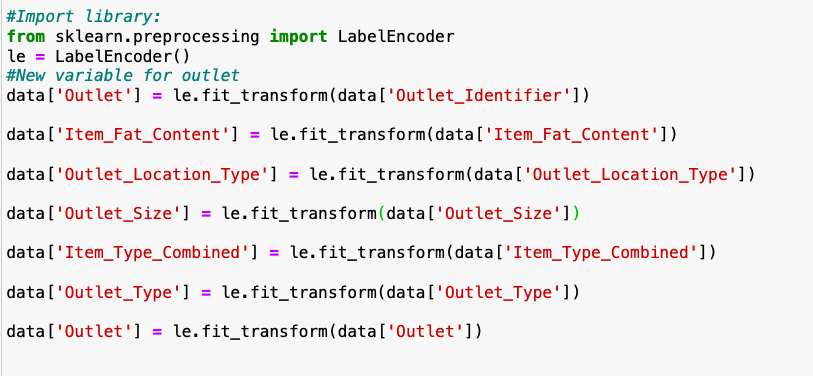 #Import library:
from sklearn.preprocessing import LabelEncoder
le = LabelEncoder()
#New variable for outlet
data['Outlet'] = le.fit_transform(data['Outlet_Identifier'])
data['Item_Fat_Content'] = le.fit_transform(data['Item_Fat_Content'])
data['Outlet_Location_Type'] = le.fit_transform(data['Outlet_Location_Type'])
data['Outlet_Size'] = le.fit_transform(data['Outlet_Size'])
data['Item_Type_Combined'] = le.fit_transform(data['Item_Type_Combined'])
data['Outlet_Type'] = le.fit_transform(data['Outlet_Type'])
data['Outlet'] = le.fit_transform(data['Outlet'])